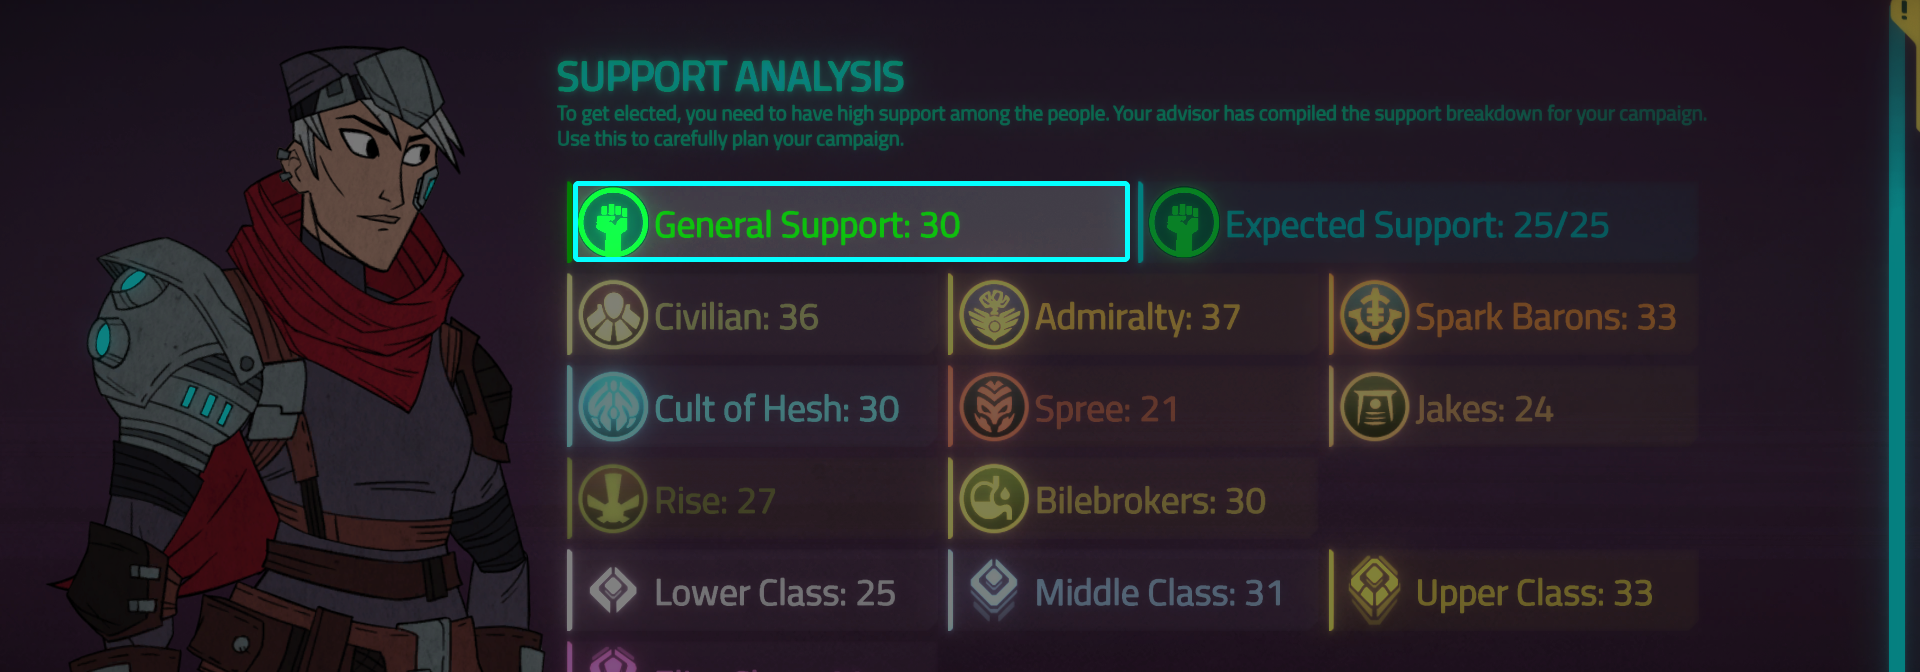 SUPPORT ANALYSIS
To get elected, you need to have high support among the people. Your advisor has compiled the support breakdown for your campaign.
Use this to carefully plan your campaign.
General Support: 30
Expected Support: 25/25
Civilian: 36
Admiralty: 37
Spark Barons: 33
Cult of Hesh: 30
Spree: 21
Jakes: 24
Rise: 27
Bilebrokers: 30
Lower Class: 25
Middle Class: 31
Upper Class: 33
!